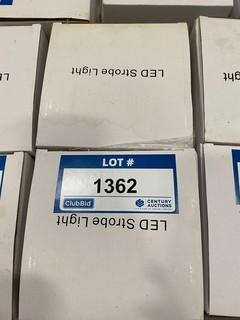 LED Strobe Light
LOT #
1362
ClubBid
CENTURY
AUCTIONS
LED Strobe Light